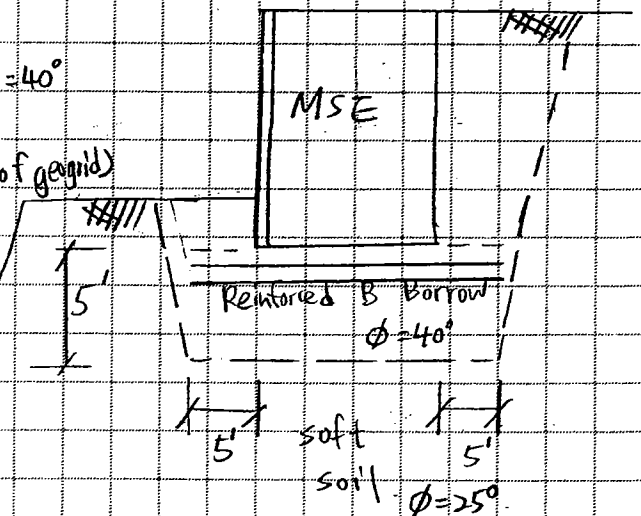 =40°
MSE
of geogrid)
5'
Reinforced B Borrow
ϕ=40°
5'
soft
soil
5'
ϕ=25°